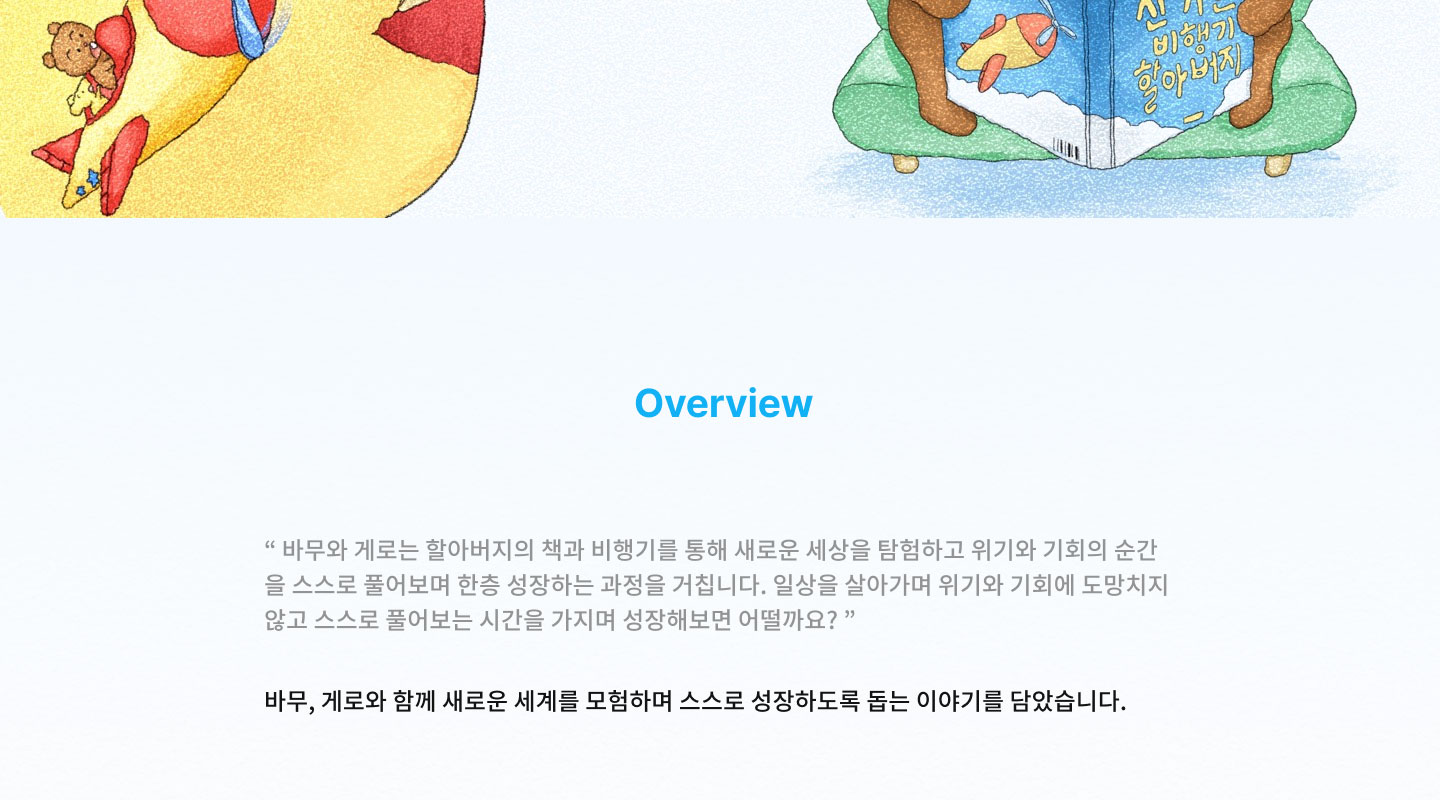 비행기
할아버지
Overview
“ 바무와 게로는 할아버지의 책과 비행기를 통해 새로운 세상을 탐험하고 위기와 기회의 순간
을 스스로 풀어보며 한층 성장하는 과정을 거칩니다. 일상을 살아가며 위기와 기회에 도망치지
않고 스스로 풀어보는 시간을 가지며 성장해보면 어떨까요? ”
바무, 게로와 함께 새로운 세계를 모험하며 스스로 성장하도록 돕는 이야기를 담았습니다.